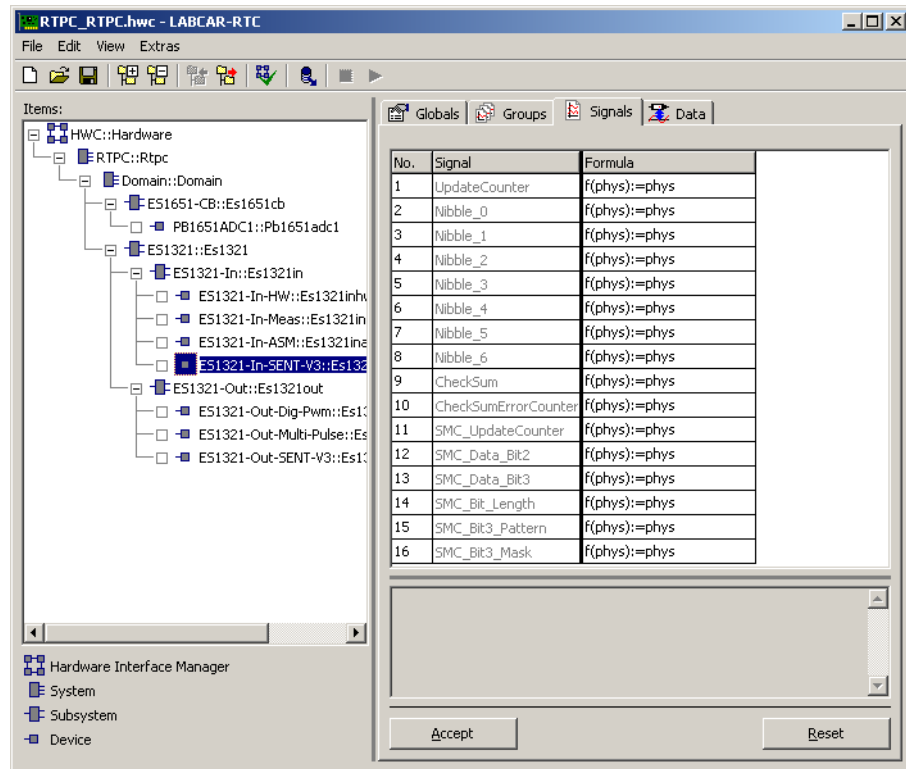 RTPC_RTPC.hwc - LABCAR-RTC
File Edit View Extras
Items:
HWC::Hardware
RTPC::Rtpc
Domain::Domain
ES1651-CB::Es1651cb
PB1651ADC1::Pb1651adc1
ES1321::Es1321
ES1321-In::Es1321in
ES1321-In-HW::Es1321inh
ES1321-In-Meas::Es1321in
ES1321-In-ASM::Es1321ina
ES1321-In-SENT-V3::Es132
ES1321-Out::Es1321out
ES1321-Out-Dig-Pwm::Es13
ES1321-Out-Multi-Pulse::Es
ES1321-Out-SENT-V3::Es13
Hardware Interface Manager
System
Subsystem
Device
Globals Groups Signals Data
No. Signal Formula
1 UpdateCounter f(phys):=phys
2 Nibble_0 f(phys):=phys
3 Nibble_1 f(phys):=phys
4 Nibble_2 f(phys):=phys
5 Nibble_3 f(phys):=phys
6 Nibble_4 f(phys):=phys
7 Nibble_5 f(phys):=phys
8 Nibble_6 f(phys):=phys
9 CheckSum f(phys):=phys
10 CheckSumErrorCounter f(phys):=phys
11 SMC_UpdateCounter f(phys):=phys
12 SMC_Data_Bit2 f(phys):=phys
13 SMC_Data_Bit3 f(phys):=phys
14 SMC_Bit_Length f(phys):=phys
15 SMC_Bit3_Pattern f(phys):=phys
16 SMC_Bit3_Mask f(phys):=phys
Accept Reset